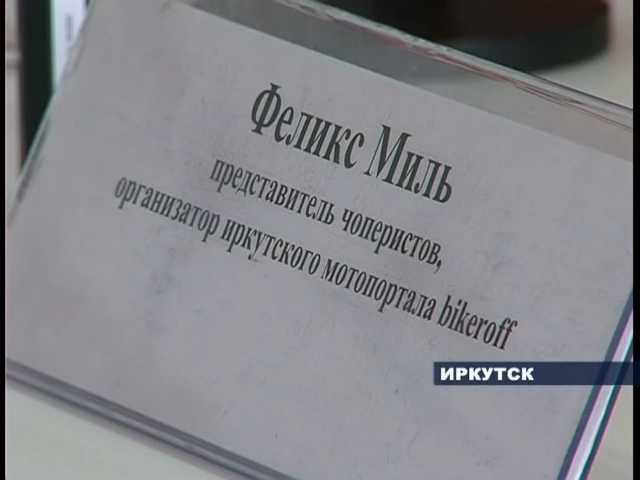 Феликс Миль
представитель чоперистов,
организатор иркутского мотопортала bikeroff
ИРКУТСК